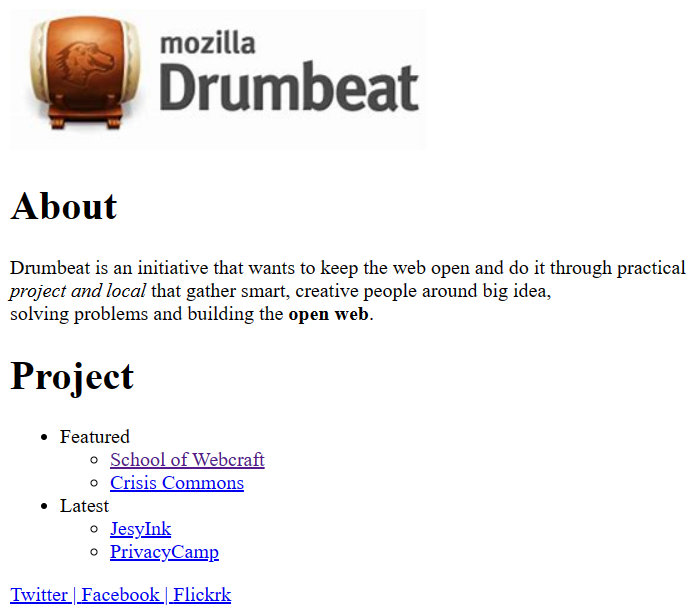 mozilla
Drumbeat
About
Drumbeat is an initiative that wants to keep the web open and do it through practical
project and local that gather smart, creative people around big idea,
solving problems and building the open web.
Project
Featured
School of Webcraft
Crisis Commons
Latest
JesyInk
PrivacyCamp
Twitter | Facebook | Flickrk